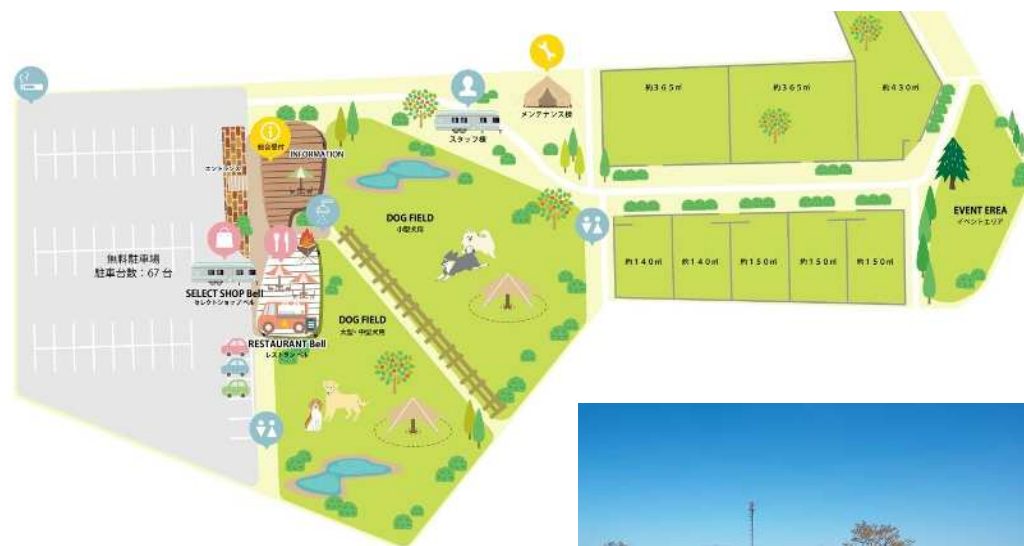 メンテナンス棟
スタッフ棟
総合受付
INFORMATION
エントランス
約365㎡
約365㎡
約430㎡
DOG FIELD
小型犬用
EVENT EREA
イベントエリア
無料駐車場
駐車台数：67台
SELECT SHOP Bell
セレクトショップ ベル
約140㎡
約140㎡
約150㎡
約150㎡
約150㎡
DOG FIELD
大型・中型犬用
RESTAURANT Bell
レストラン ベル